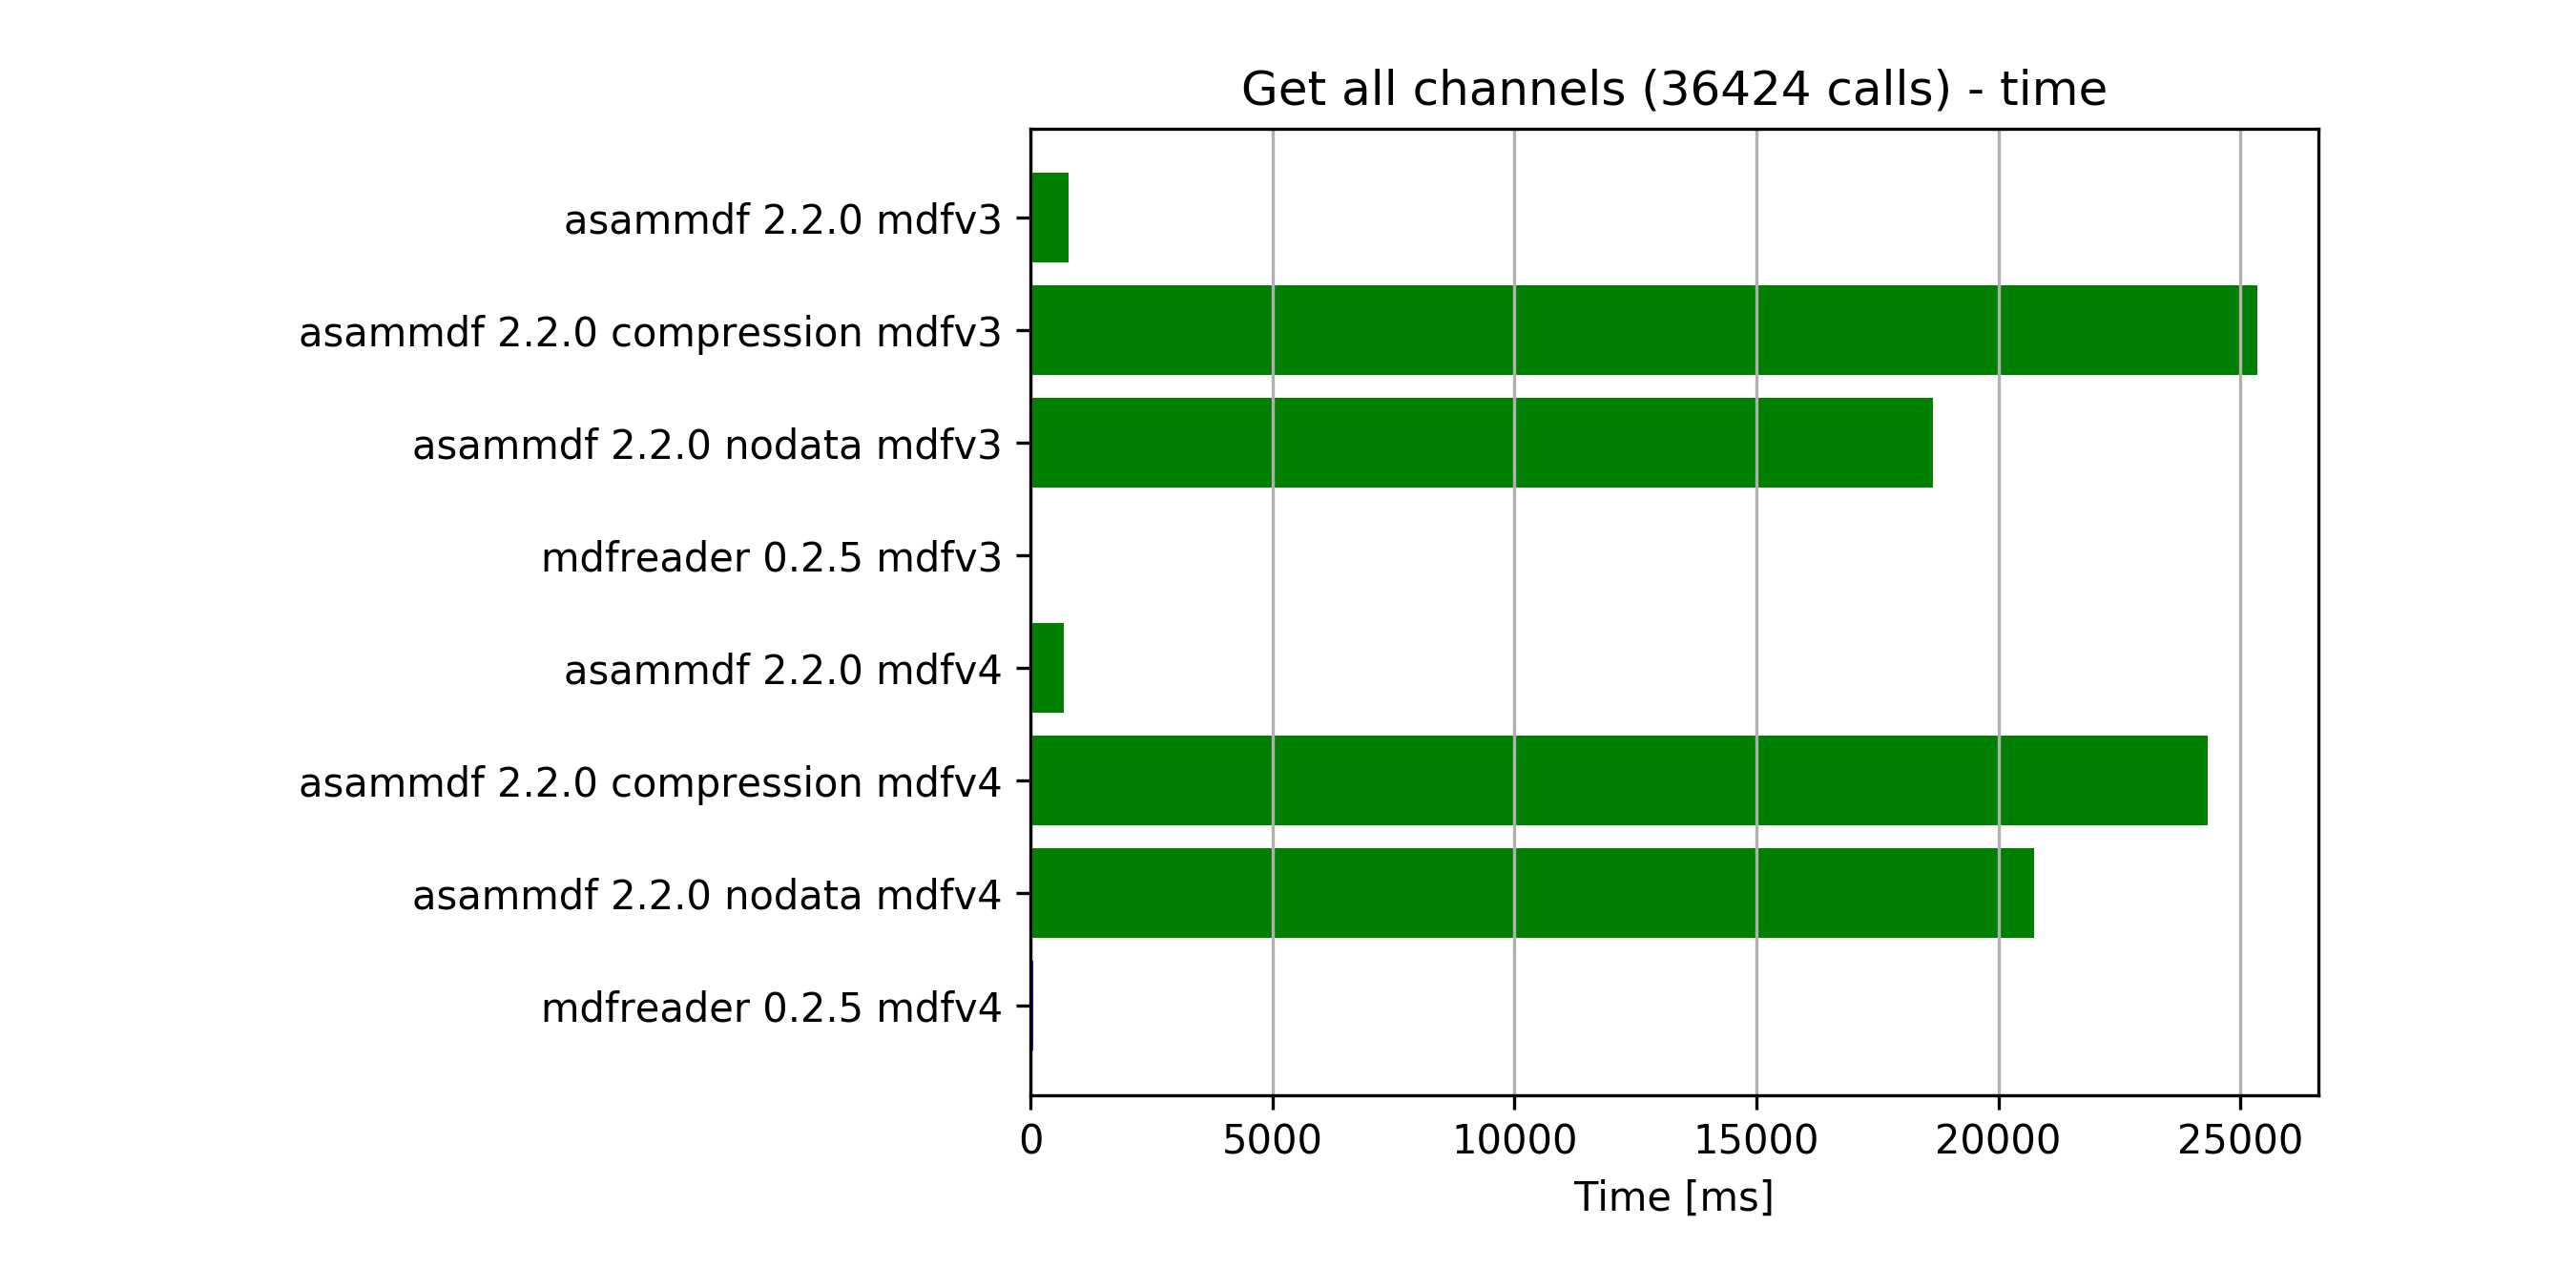 Get all channels (36424 calls) - time
asammdf 2.2.0 mdfv3
asammdf 2.2.0 compression mdfv3
asammdf 2.2.0 nodata mdfv3
mdfreader 0.2.5 mdfv3
asammdf 2.2.0 mdfv4
asammdf 2.2.0 compression mdfv4
asammdf 2.2.0 nodata mdfv4
mdfreader 0.2.5 mdfv4
0 5000 10000 15000 20000 25000
Time [ms]